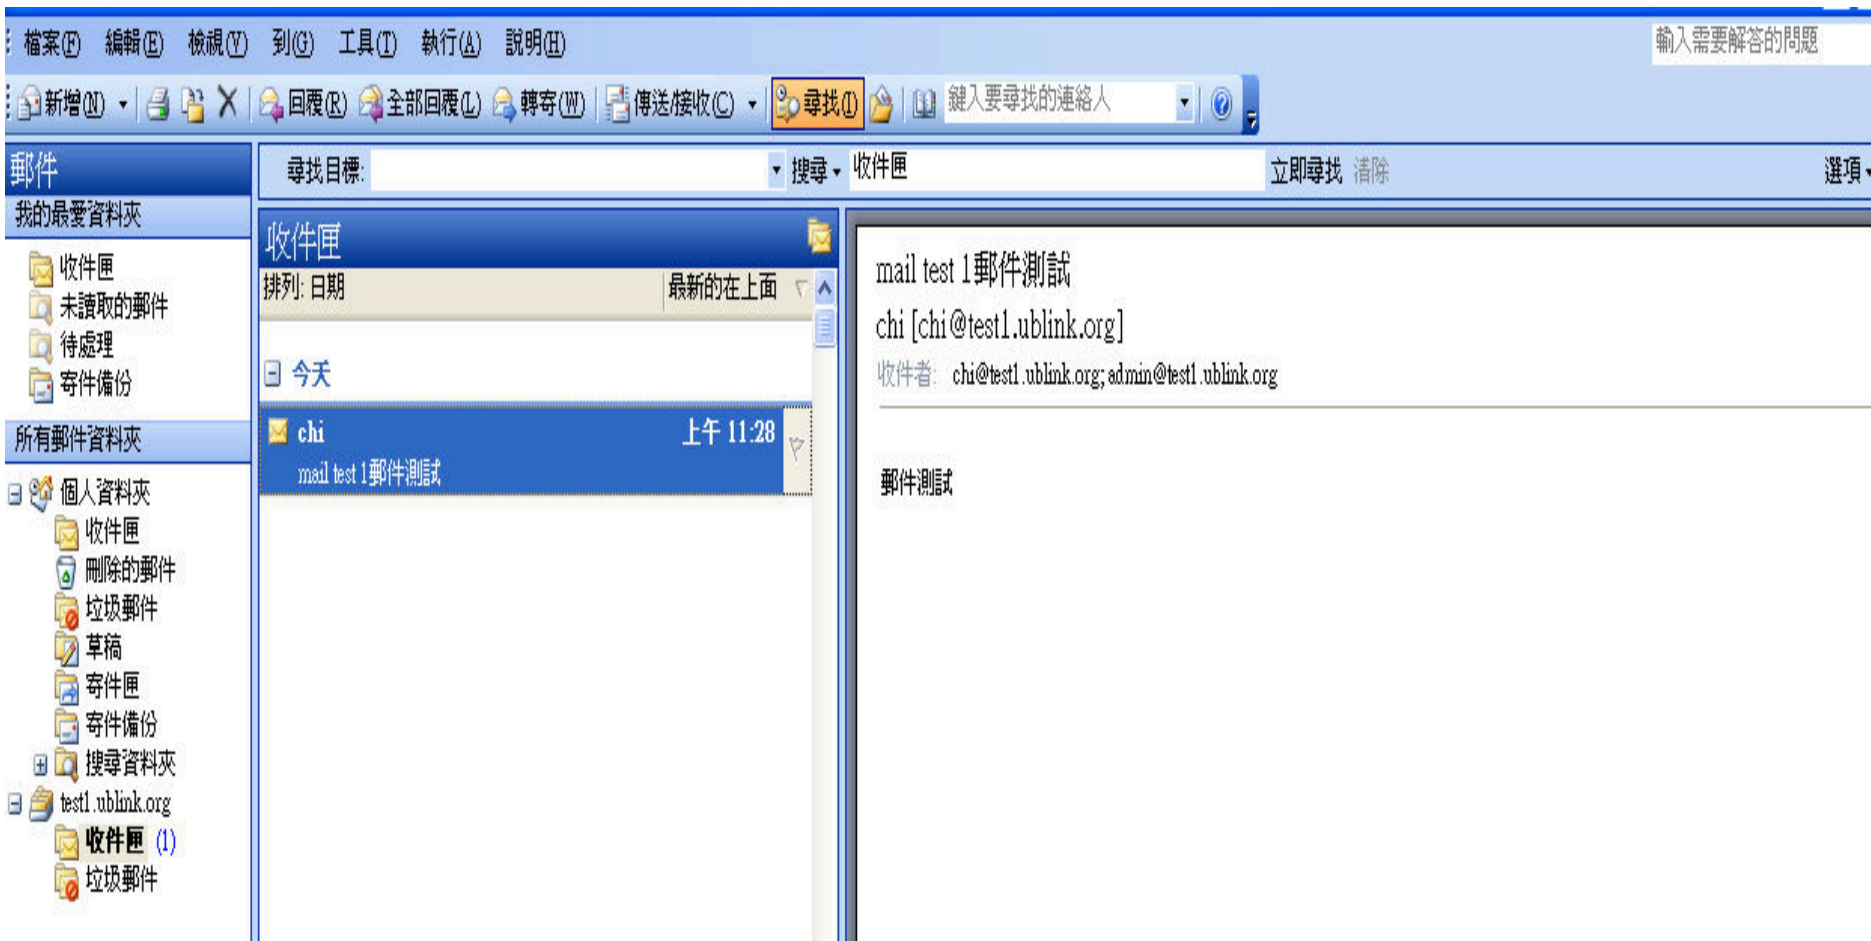 檔案(F) 編輯(E) 檢視(V) 到(G) 工具(T) 執行(A) 說明(H) 輸入需要解答的問題
新增(N) 回覆(R) 全部回覆(L) 轉寄(W) 傳送/接收(C) 尋找(I) 鍵入要尋找的連絡人
郵件
尋找目標: 搜尋 收件匣 立即尋找 清除 選項
我的最愛資料夾
收件匣
未讀取的郵件
待處理
寄件備份
所有郵件資料夾
個人資料夾
收件匣
刪除的郵件
垃圾郵件
草稿
寄件匣
寄件備份
搜尋資料夾
test1.ublink.org
收件匣 (1)
垃圾郵件
收件匣
排列: 日期 最新的在上面
今天
chi 上午 11:28
mail test 1郵件測試
mail test 1郵件測試
chi [chi@test1.ublink.org]
收件者: chi@test1.ublink.org; admin@test1.ublink.org
郵件測試